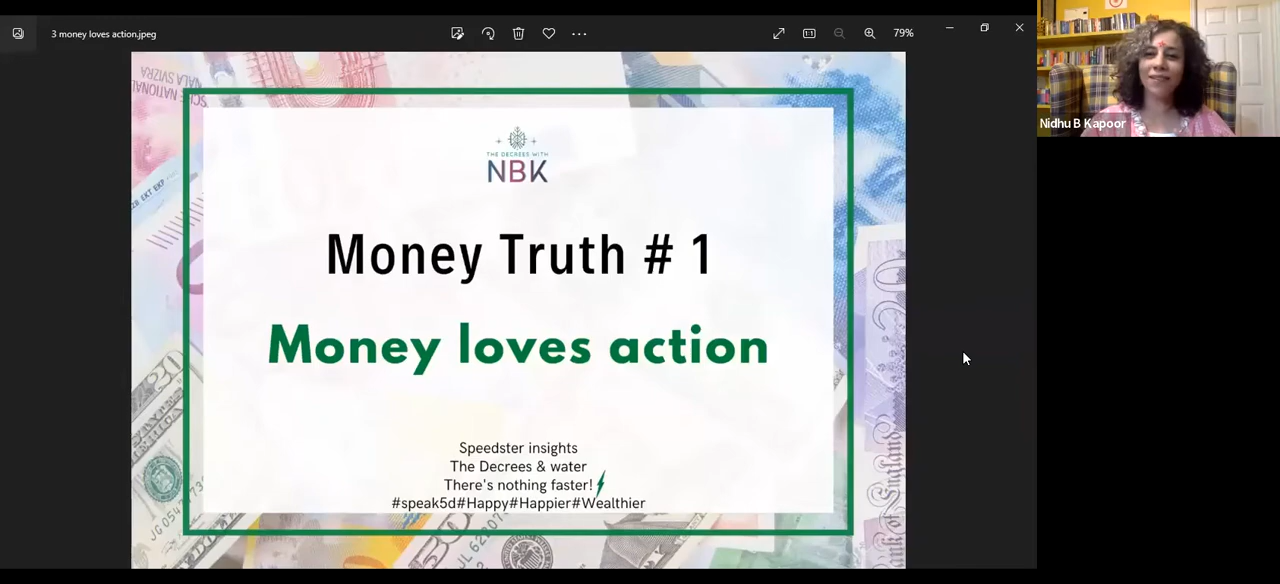 3 money loves action.jpeg
79%
Nidhu B Kapoor
THE DECREES WITH
NBK
Money Truth # 1
Money loves action
Speedster insights
The Decrees & water
There's nothing faster!
#speak5d#Happy#Happier#Wealthier